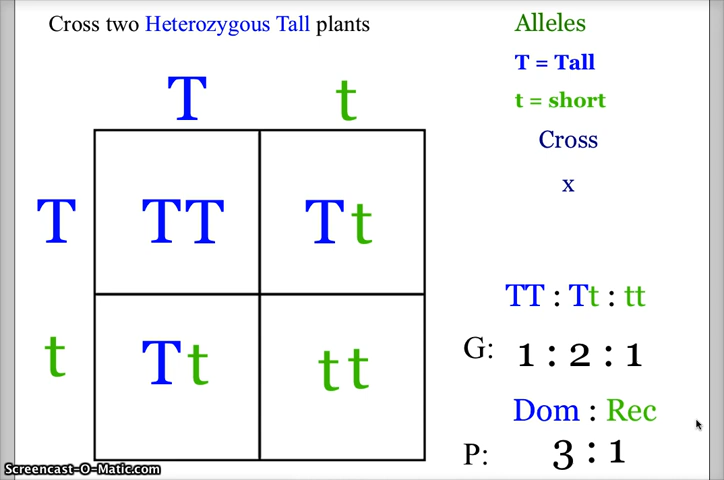 Cross two Heterozygous Tall plants
Alleles
T = Tall
t = short
Cross
x
T t
T TT Tt
t Tt tt
TT : Tt : tt
G: 1 : 2 : 1
Dom : Rec
P: 3 : 1
Screencast-O-Matic.com